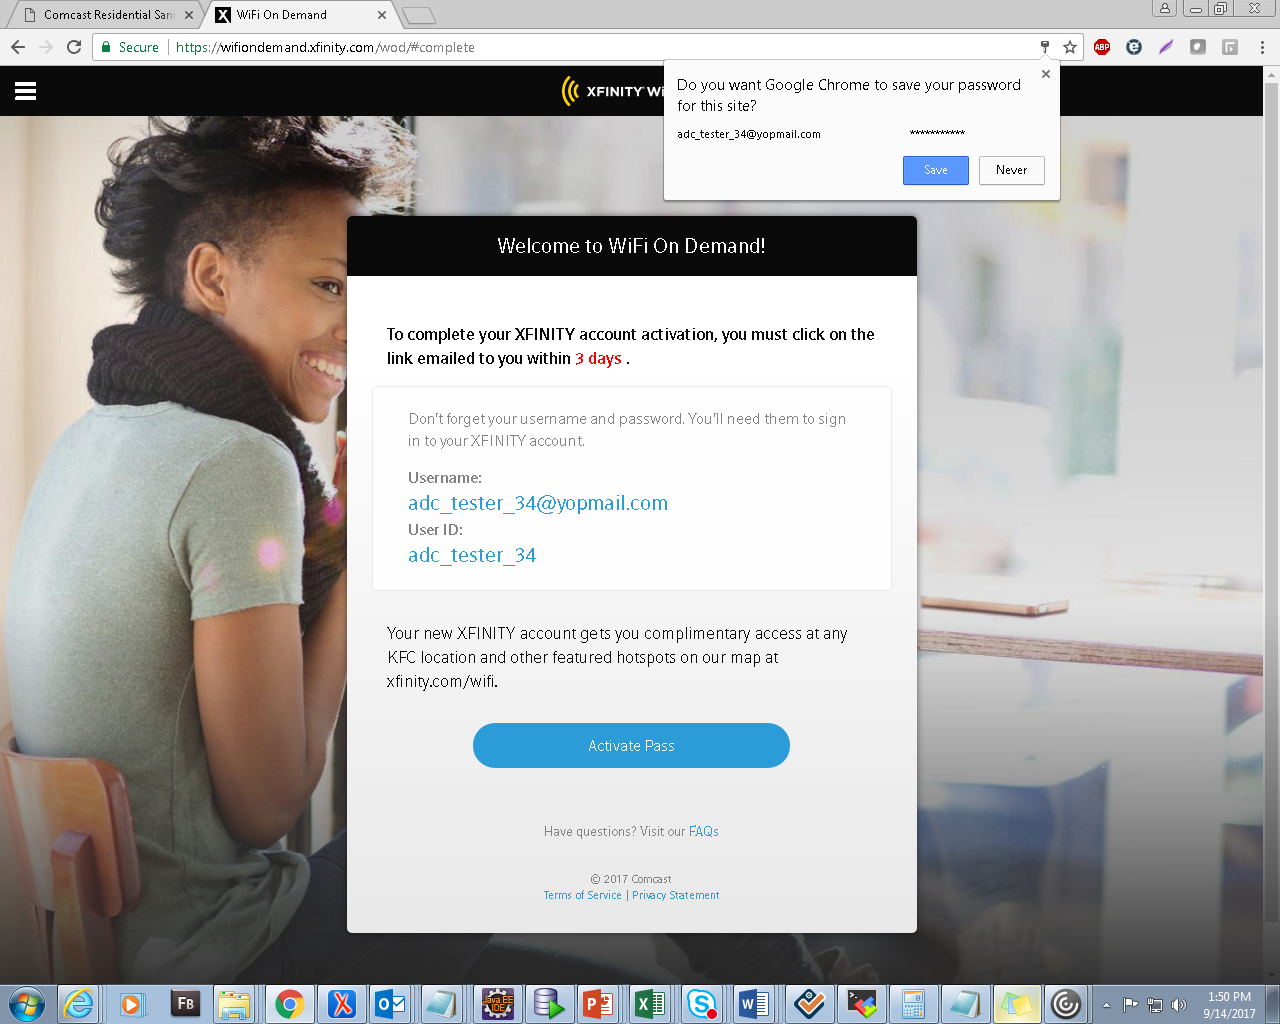 Comcast Residential Sani
WiFi On Demand
Secure
https://wifiondemand.xfinity.com/wod/#complete
ABP
XFINITY WiFi
Do you want Google Chrome to save your password
for this site?
adc_tester_34@yopmail.com ***********
Save
Never
Welcome to WiFi On Demand!
To complete your XFINITY account activation, you must click on the
link emailed to you within 3 days .
Don't forget your username and password. You'll need them to sign
in to your XFINITY account.
Username:
adc_tester_34@yopmail.com
User ID:
adc_tester_34
Your new XFINITY account gets you complimentary access at any
KFC location and other featured hotspots on our map at
xfinity.com/wifi.
Activate Pass
Have questions? Visit our FAQs
© 2017 Comcast
Terms of Service | Privacy Statement
FB
Java EE
IDE
1:50 PM
9/14/2017